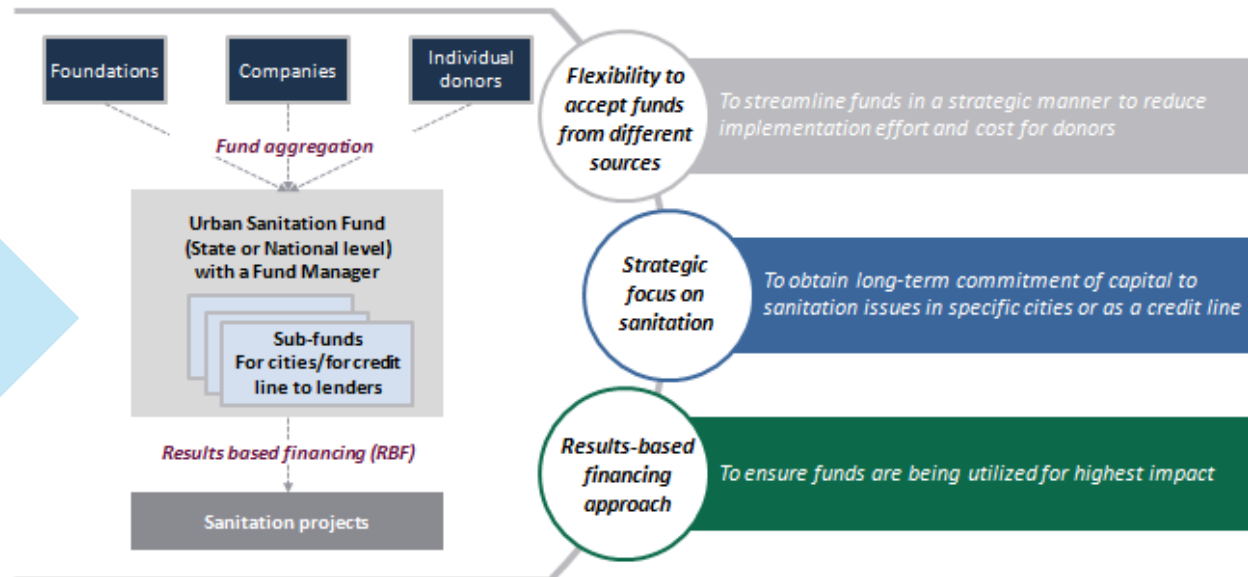 Foundations
Companies
Individual
donors
Fund aggregation
Urban Sanitation Fund
(State or National level)
with a Fund Manager
Sub-funds
For cities/for credit
line to lenders
Results based financing (RBF)
Sanitation projects
Flexibility to
accept funds
from different
sources
To streamline funds in a strategic manner to reduce
implementation effort and cost for donors
Strategic
focus on
sanitation
To obtain long-term commitment of capital to
sanitation issues in specific cities or as a credit line
Results-based
financing
approach
To ensure funds are being utilized for highest impact